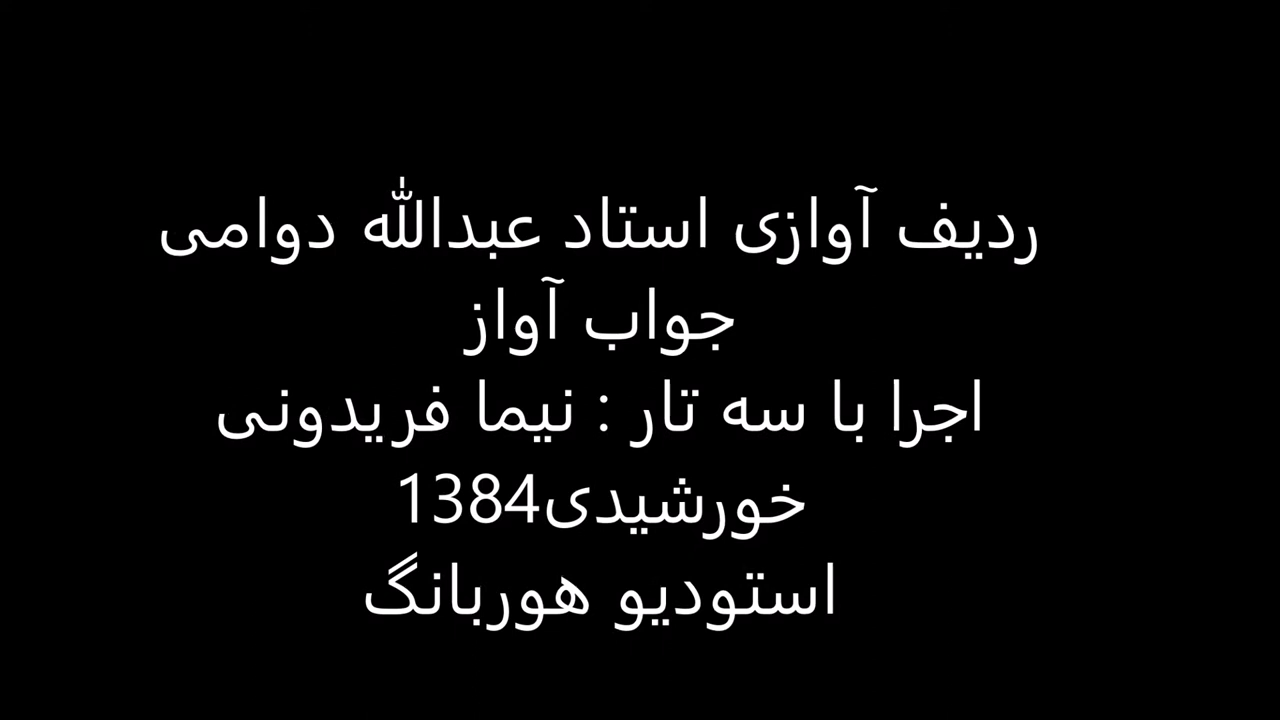 ردیف آوازی استاد عبدالله دوامی
جواب آواز
اجرا با سه تار : نیما فریدونی
خورشیدی1384
استودیو هوربانگ